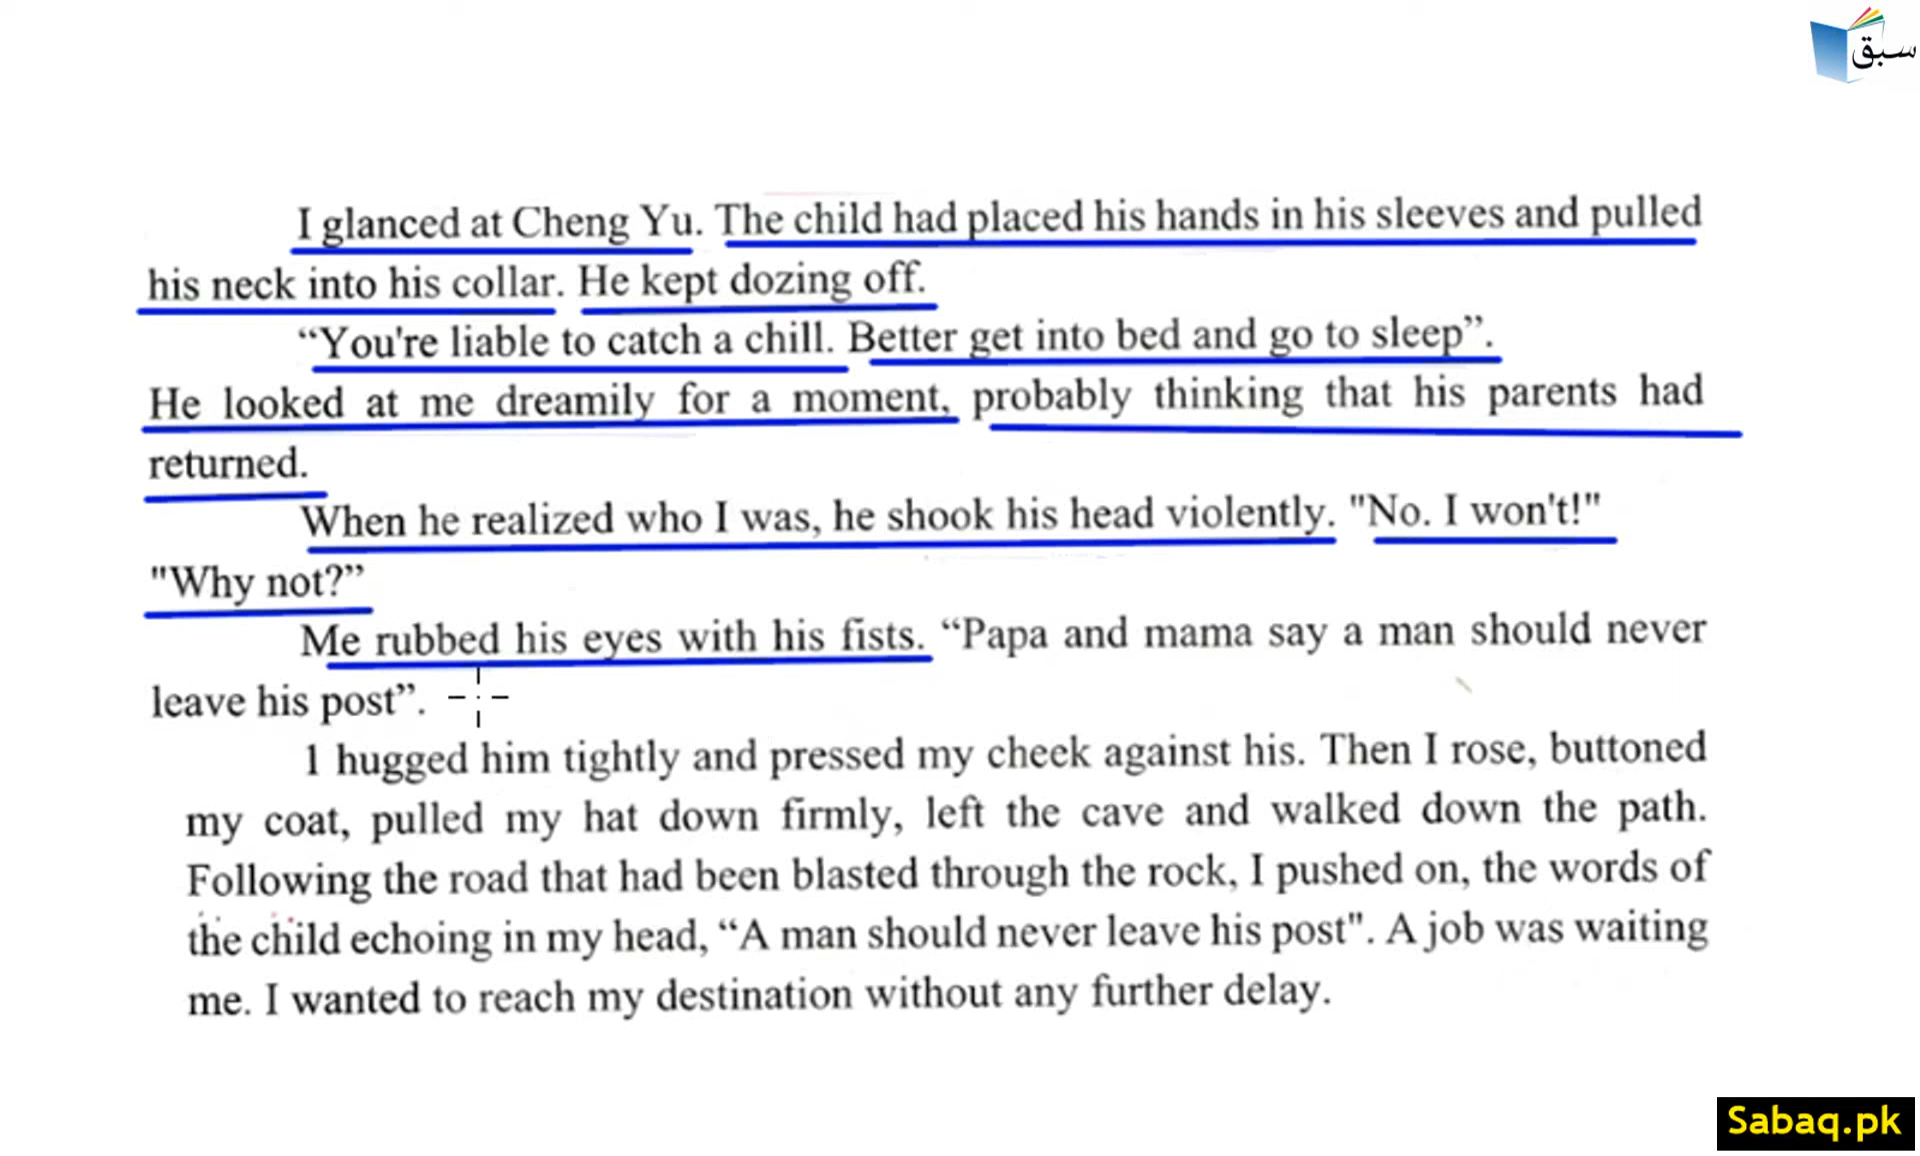 سبق
I glanced at Cheng Yu. The child had placed his hands in his sleeves and pulled
his neck into his collar. He kept dozing off.
“You're liable to catch a chill. Better get into bed and go to sleep”.
He looked at me dreamily for a moment, probably thinking that his parents had
returned.
When he realized who I was, he shook his head violently. "No. I won't!"
"Why not?”
Me rubbed his eyes with his fists. “Papa and mama say a man should never
leave his post”.
1 hugged him tightly and pressed my cheek against his. Then I rose, buttoned
my coat, pulled my hat down firmly, left the cave and walked down the path.
Following the road that had been blasted through the rock, I pushed on, the words of
the child echoing in my head, “A man should never leave his post". A job was waiting
me. I wanted to reach my destination without any further delay.
Sabaq.pk